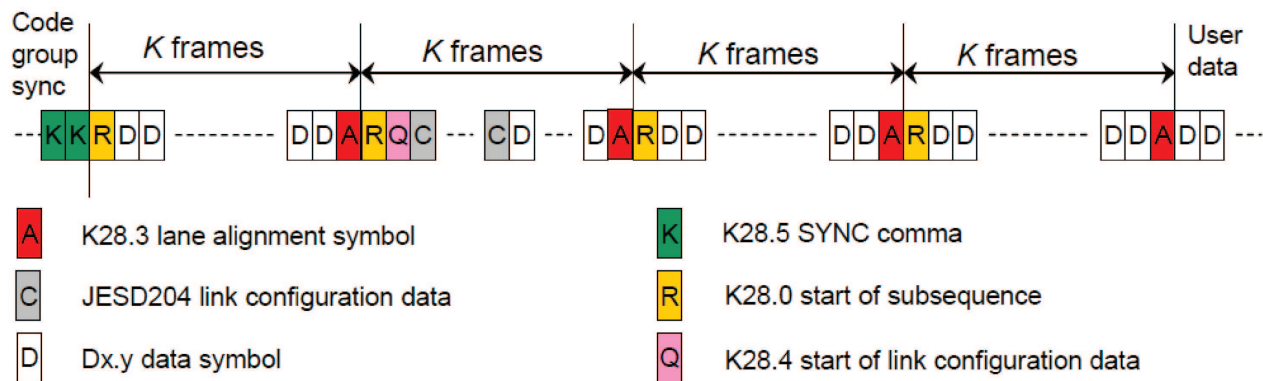 Code group sync
K frames
K frames
K frames
K frames
User data
K K R D D D D A R Q C C D D A R D D D D A R D D D D A D D
A K28.3 lane alignment symbol
K K28.5 SYNC comma
C JESD204 link configuration data
R K28.0 start of subsequence
D Dx.y data symbol
Q K28.4 start of link configuration data